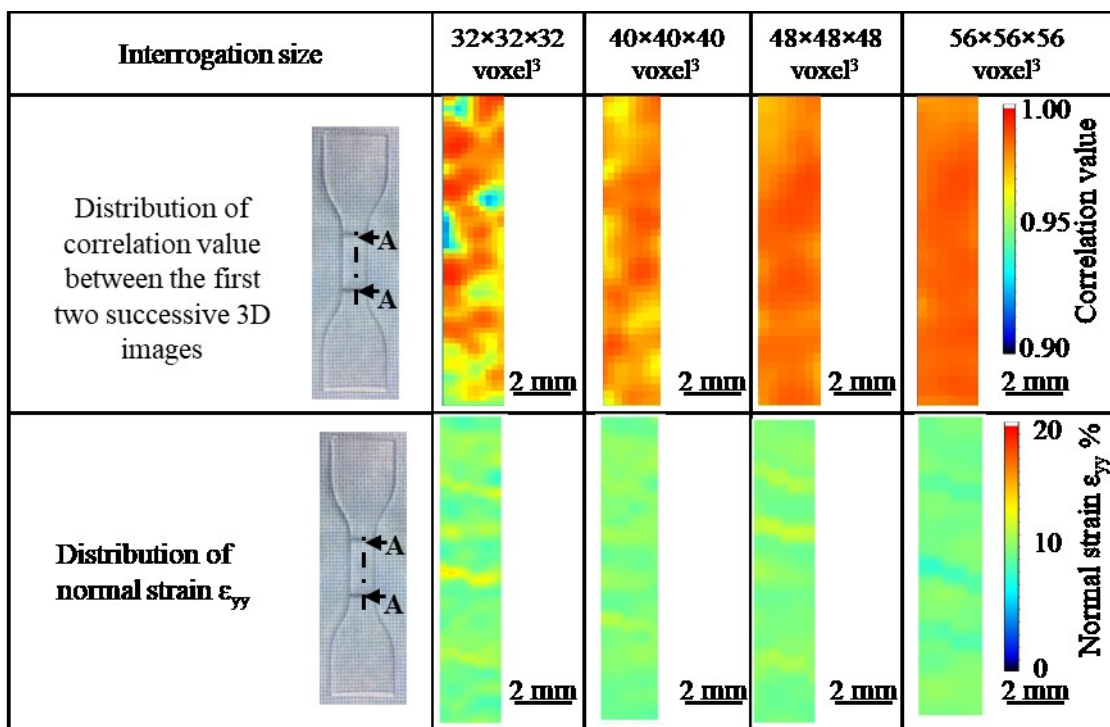 Interrogation size
32×32×32
voxel³
40×40×40
voxel³
48×48×48
voxel³
56×56×56
voxel³
Distribution of
correlation value
between the first
two successive 3D
images
A
A
2 mm
2 mm
2 mm
2 mm
1.00
0.95
0.90
Correlation value
Distribution of
normal strain εyy
A
A
2 mm
2 mm
2 mm
2 mm
20
10
0
Normal strain εyy %